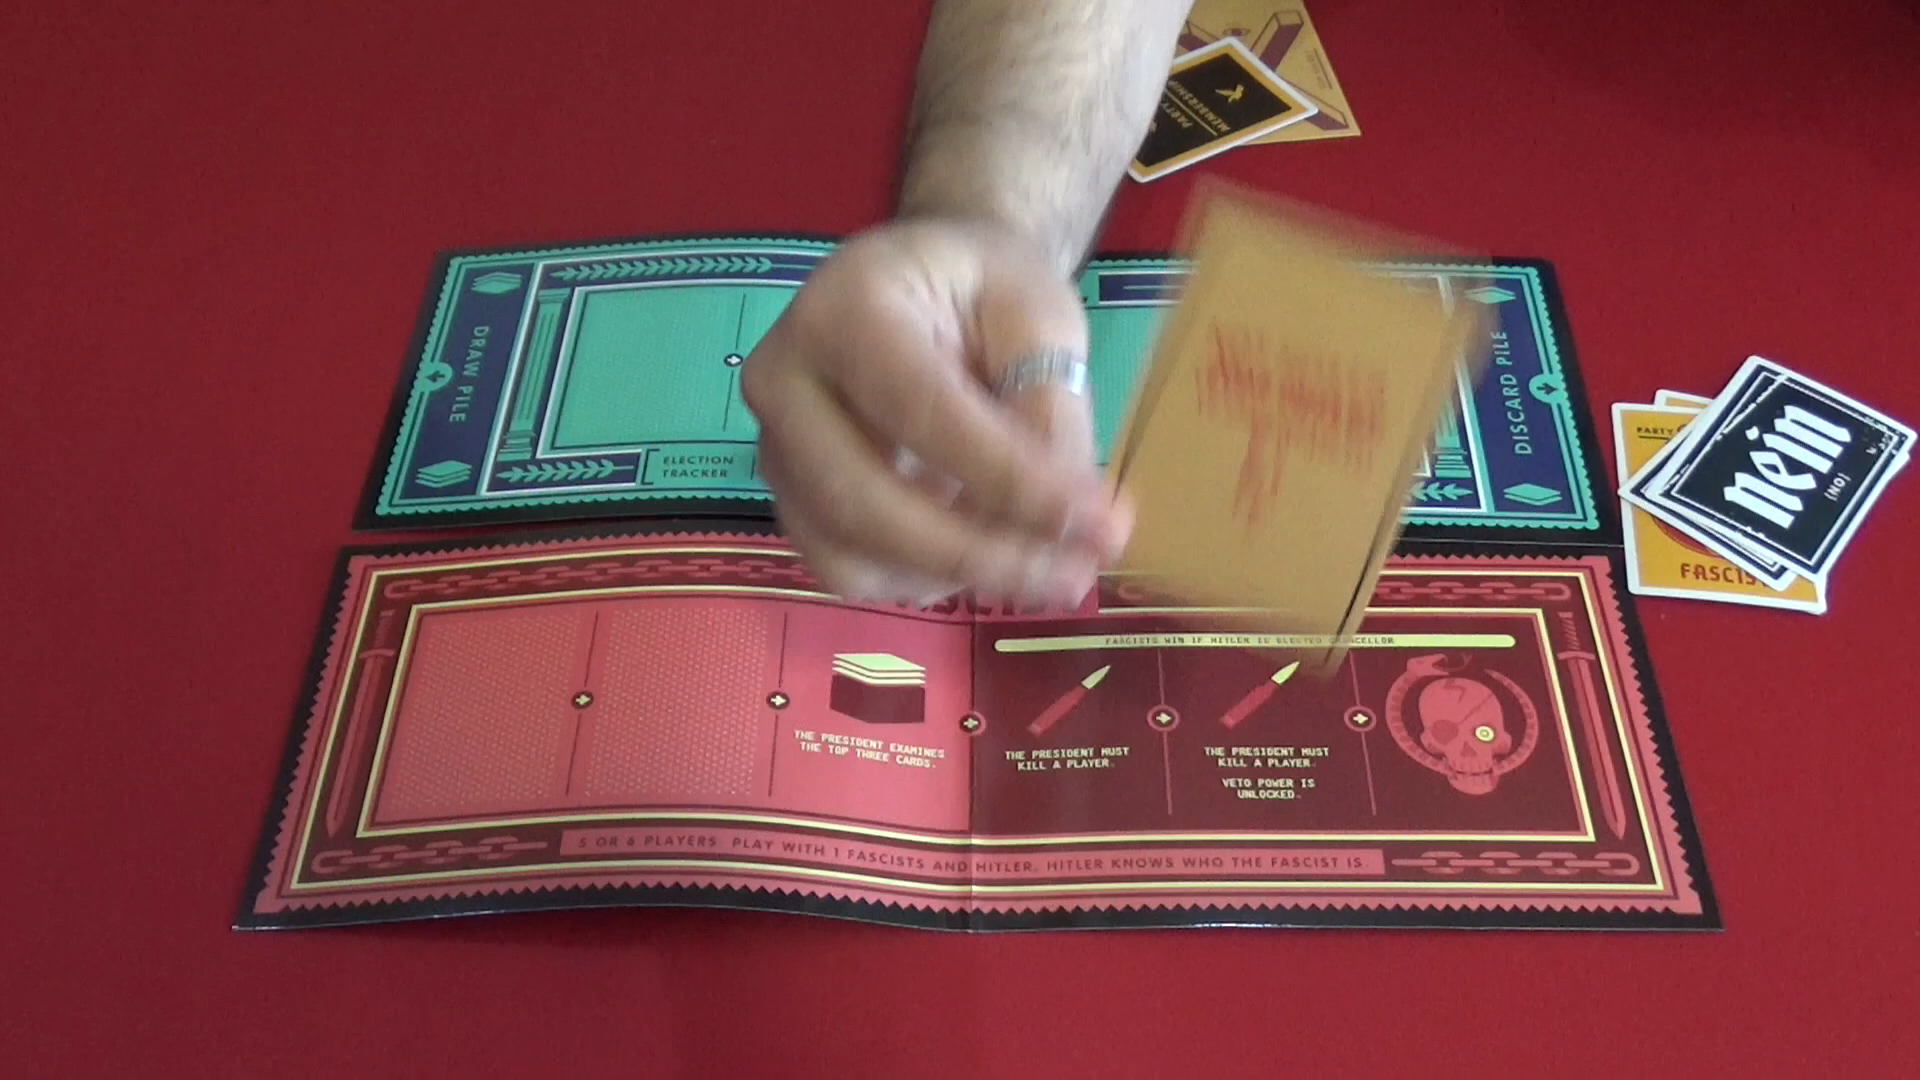 PARTY
MEMBERSHIP
DRAW PILE
ELECTION
TRACKER
DISCARD PILE
PARTY
nein
(NO)
FASCIS
FASCISTS WIN IF HITLER IS ELECTED CHANCELLOR
THE PRESIDENT EXAMINES
THE TOP THREE CARDS.
THE PRESIDENT MUST
KILL A PLAYER.
THE PRESIDENT MUST
KILL A PLAYER.
VETO POWER IS
UNLOCKED.
5 OR 6 PLAYERS PLAY WITH 1 FASCISTS AND HITLER. HITLER KNOWS WHO THE FASCIST IS.